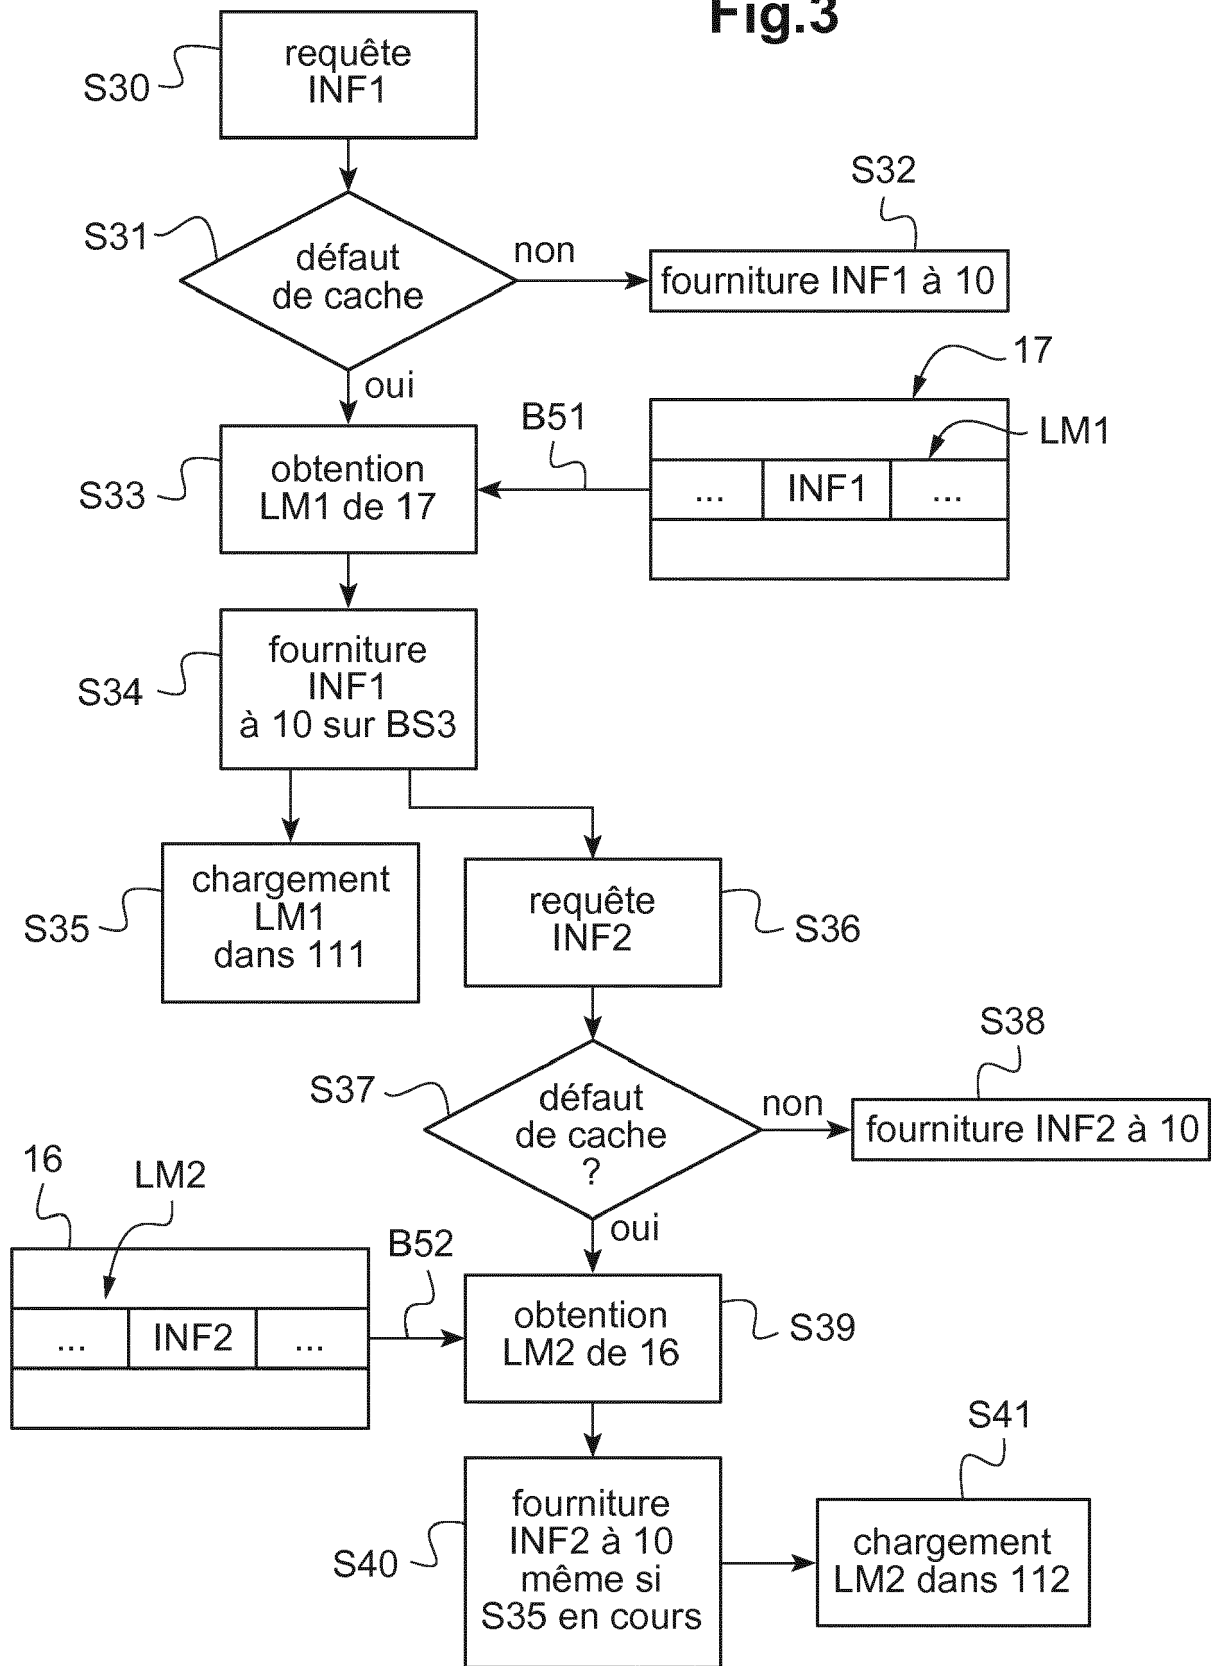 Fig.3
requête
INF1
S30
S32
S31
défaut
de cache
non
fourniture INF1 à 10
oui
17
B51
LM1
S33
obtention
LM1 de 17
... INF1 ...
fourniture
INF1
à 10 sur BS3
S34
chargement
LM1
dans 111
S35
requête
INF2
S36
S38
S37
défaut
de cache
?
non
fourniture INF2 à 10
oui
16
LM2
B52
... INF2 ...
obtention
LM2 de 16
S39
S41
fourniture
INF2 à 10
même si
S35 en cours
S40
chargement
LM2 dans 112